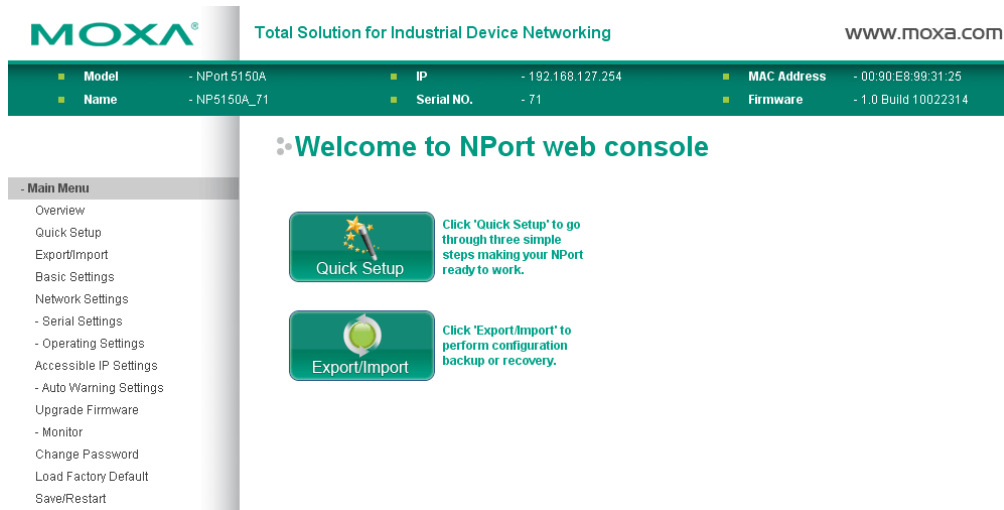 MOXA®
Total Solution for Industrial Device Networking
www.moxa.com
Model - NPort 5150A
IP - 192.168.127.254
MAC Address - 00:90:E8:99:31:25
Name - NP5150A_71
Serial NO. - 71
Firmware - 1.0 Build 10022314
Welcome to NPort web console
- Main Menu
Overview
Quick Setup
Export/Import
Basic Settings
Network Settings
- Serial Settings
- Operating Settings
Accessible IP Settings
- Auto Warning Settings
Upgrade Firmware
- Monitor
Change Password
Load Factory Default
Save/Restart
Quick Setup
Click 'Quick Setup' to go
through three simple
steps making your NPort
ready to work.
Export/Import
Click 'Export/Import' to
perform configuration
backup or recovery.